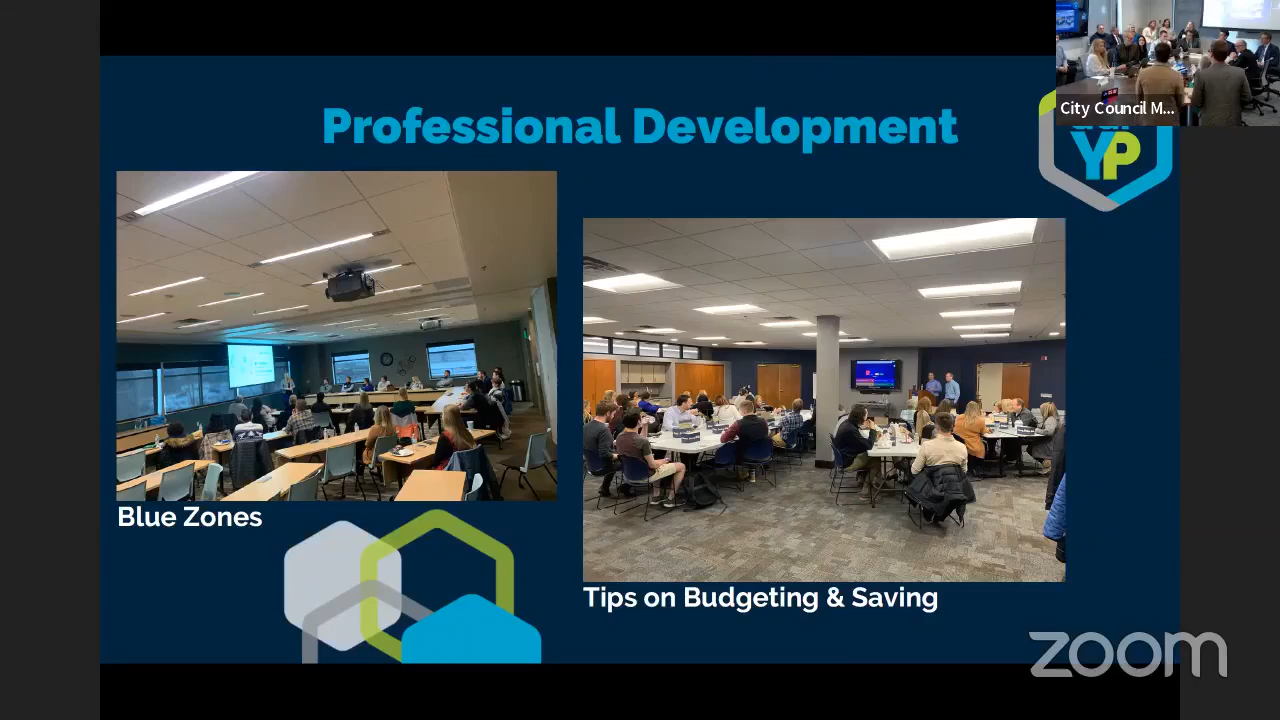 Professional Development
City Council M...
YP
Blue Zones
Tips on Budgeting & Saving
zoom